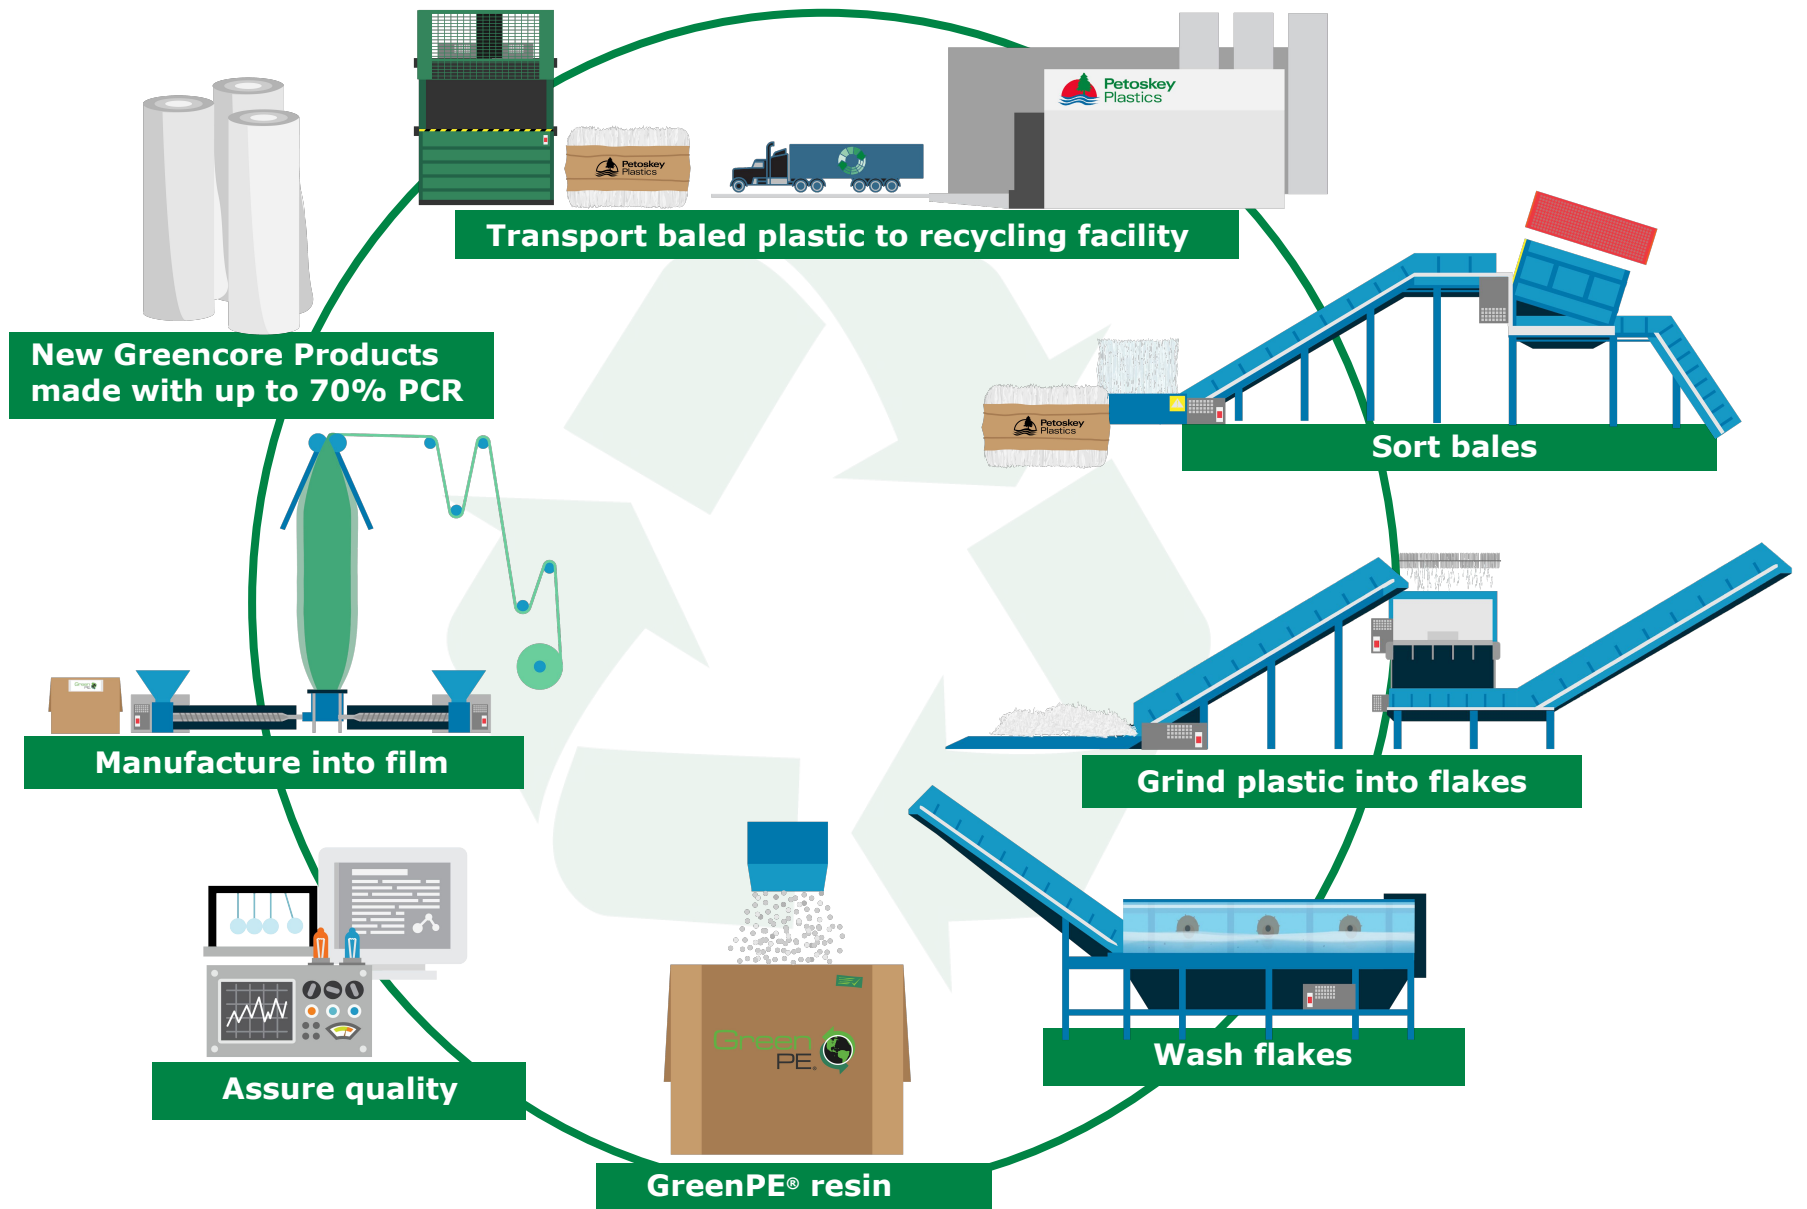 Petoskey
Plastics
Petoskey
Plastics
Transport baled plastic to recycling facility
New Greencore Products
made with up to 70% PCR
Petoskey
Plastics
Sort bales
Green
PE
Manufacture into film
Grind plastic into flakes
Green
PE®
Wash flakes
Assure quality
GreenPE® resin